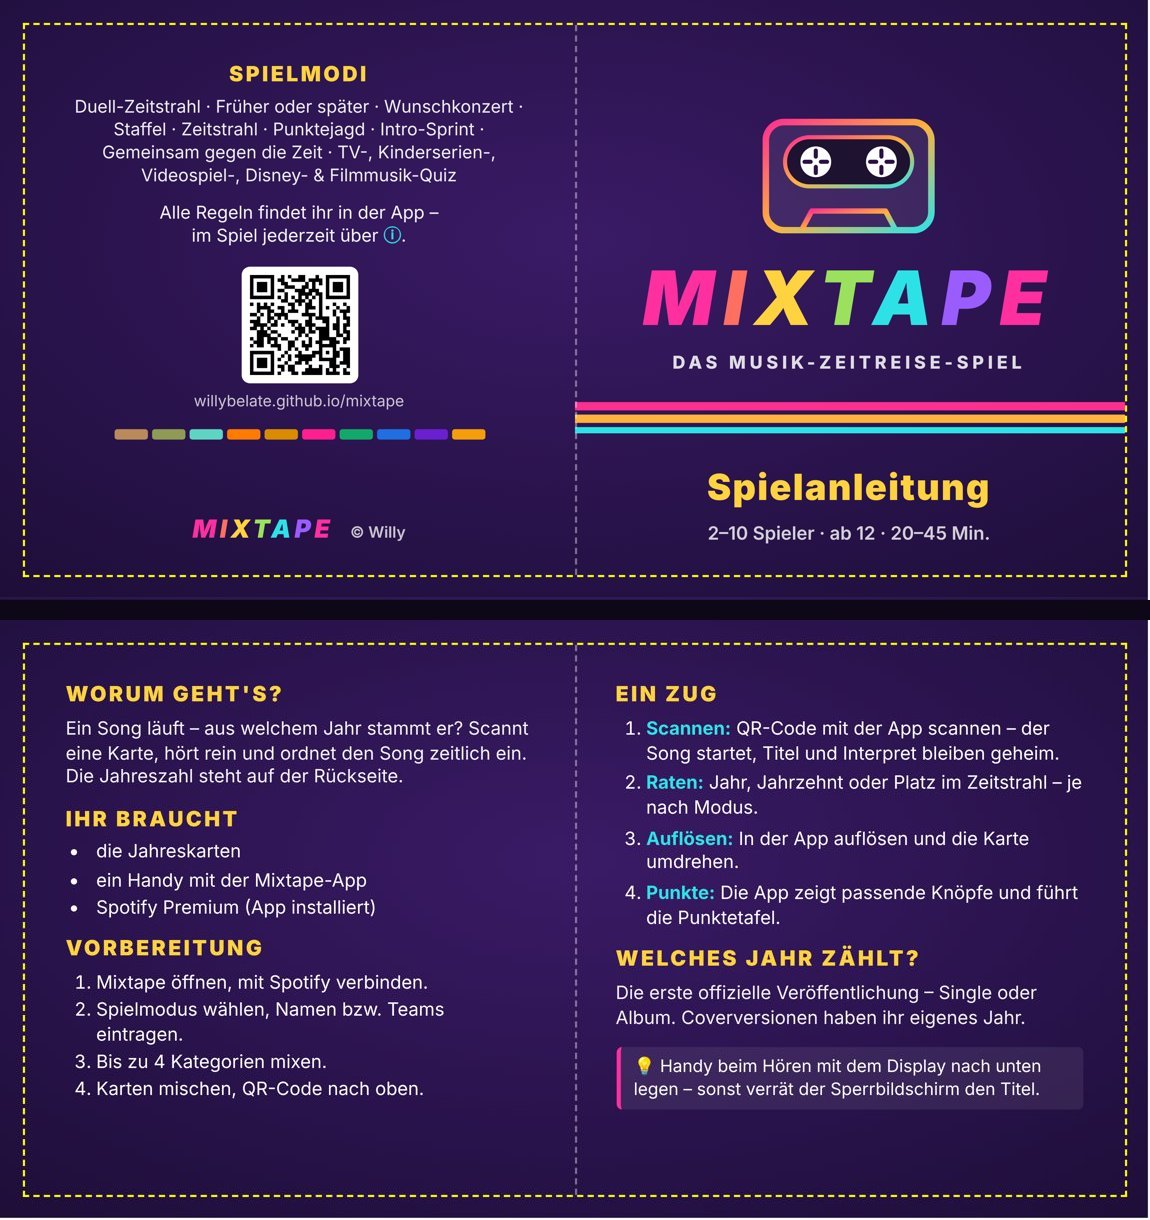 SPIELMODI
Duell-Zeitstrahl · Früher oder später · Wunschkonzert ·
Staffel · Zeitstrahl · Punktejagd · Intro-Sprint ·
Gemeinsam gegen die Zeit · TV-, Kinderserien-,
Videospiel-, Disney- & Filmmusik-Quiz
Alle Regeln findet ihr in der App –
im Spiel jederzeit über ⓘ.
willybelate.github.io/mixtape
MIXTAPE © Willy
MIXTAPE
DAS MUSIK-ZEITREISE-SPIEL
Spielanleitung
2–10 Spieler · ab 12 · 20–45 Min.
WORUM GEHT'S?
Ein Song läuft – aus welchem Jahr stammt er? Scannt
eine Karte, hört rein und ordnet den Song zeitlich ein.
Die Jahreszahl steht auf der Rückseite.
IHR BRAUCHT
• die Jahreskarten
• ein Handy mit der Mixtape-App
• Spotify Premium (App installiert)
VORBEREITUNG
1. Mixtape öffnen, mit Spotify verbinden.
2. Spielmodus wählen, Namen bzw. Teams
eintragen.
3. Bis zu 4 Kategorien mixen.
4. Karten mischen, QR-Code nach oben.
EIN ZUG
1. Scannen: QR-Code mit der App scannen – der
Song startet, Titel und Interpret bleiben geheim.
2. Raten: Jahr, Jahrzehnt oder Platz im Zeitstrahl – je
nach Modus.
3. Auflösen: In der App auflösen und die Karte
umdrehen.
4. Punkte: Die App zeigt passende Knöpfe und führt
die Punktetafel.
WELCHES JAHR ZÄHLT?
Die erste offizielle Veröffentlichung – Single oder
Album. Coverversionen haben ihr eigenes Jahr.
💡 Handy beim Hören mit dem Display nach unten
legen – sonst verrät der Sperrbildschirm den Titel.